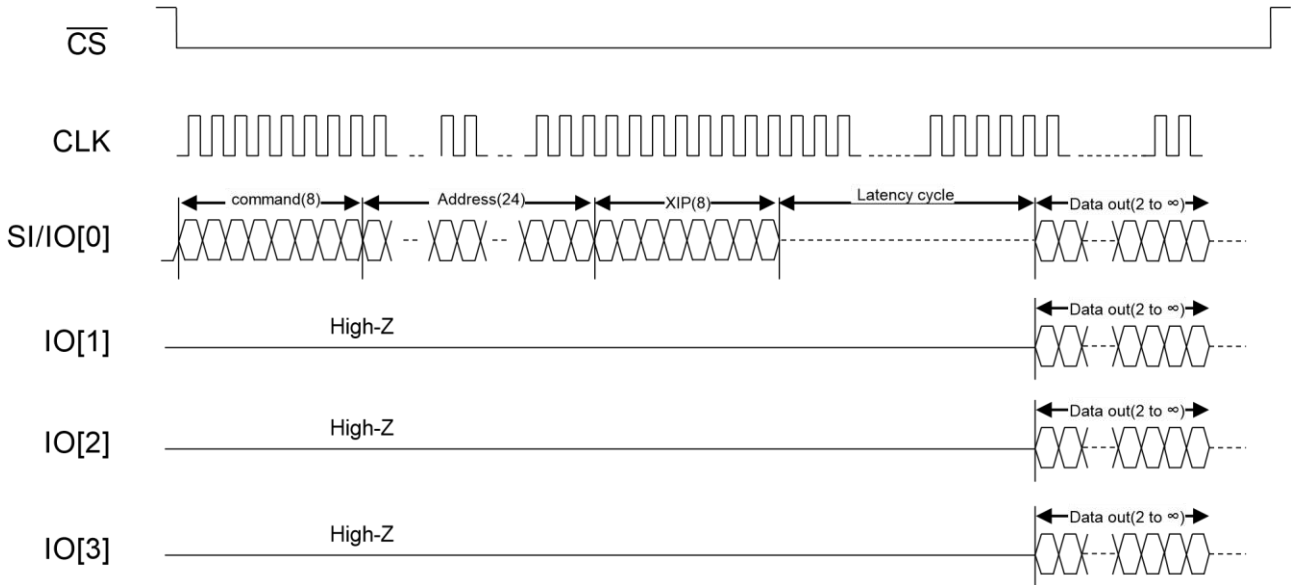 CS
CLK
command(8) Address(24) XIP(8) Latency cycle Data out(2 to ∞)
SI/IO[0]
Data out(2 to ∞)
High-Z
IO[1]
Data out(2 to ∞)
High-Z
IO[2]
Data out(2 to ∞)
High-Z
IO[3]